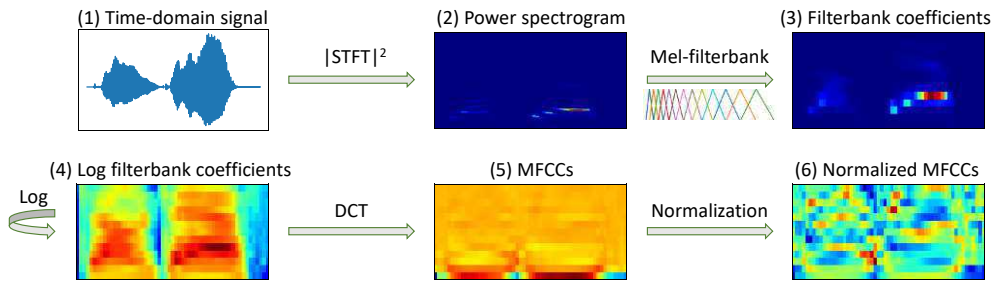 (1) Time-domain signal
(2) Power spectrogram
(3) Filterbank coefficients
|STFT|²
Mel-filterbank
(4) Log filterbank coefficients
(5) MFCCs
(6) Normalized MFCCs
Log
DCT
Normalization